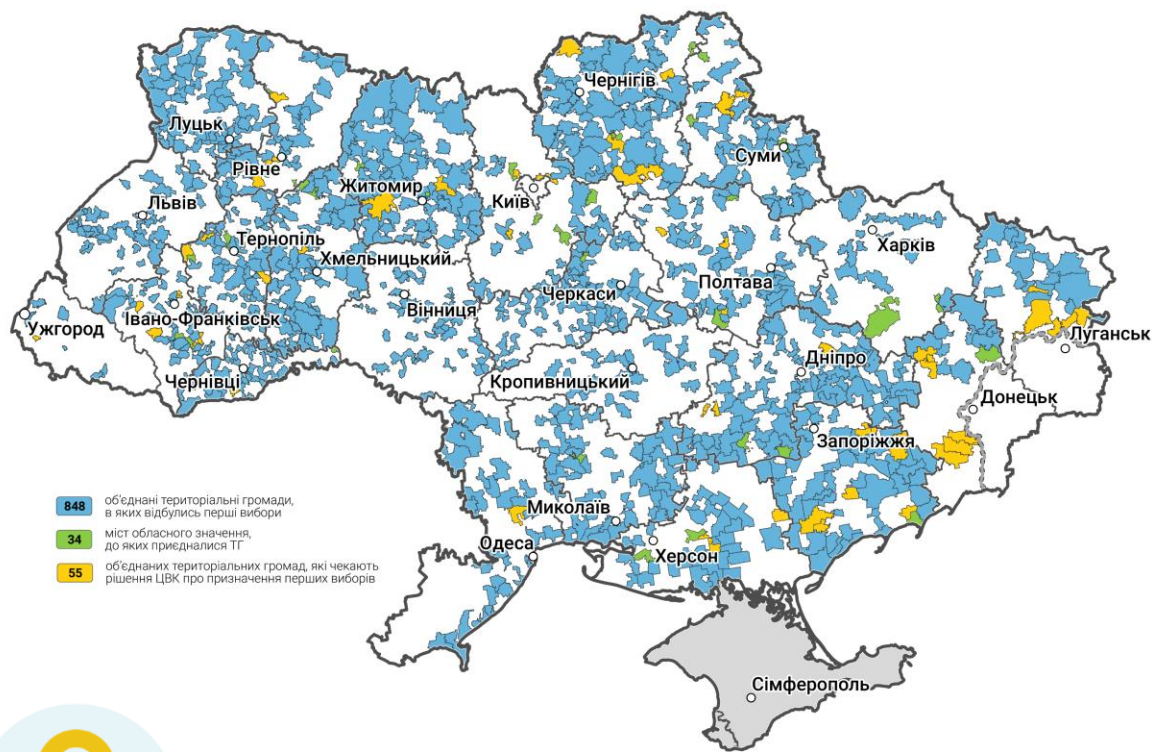 Чернігів
Луцьк
Рівне
Суми
Житомир
Київ
Львів
Тернопіль
Харків
Хмельницький
Полтава
Черкаси
Вінниця
Ужгород
Івано-Франківськ
Луганськ
Дніпро
Чернівці
Кропивницький
Донецьк
Запоріжжя
848 об'єднані територіальні громади,
в яких відбулись перші вибори
Миколаїв
34 міст обласного значення,
до яких приєдналися ТГ
Одеса
Херсон
55 об'єднаних територіальних громад, які чекають
рішення ЦВК про призначення перших виборів
Сімферополь